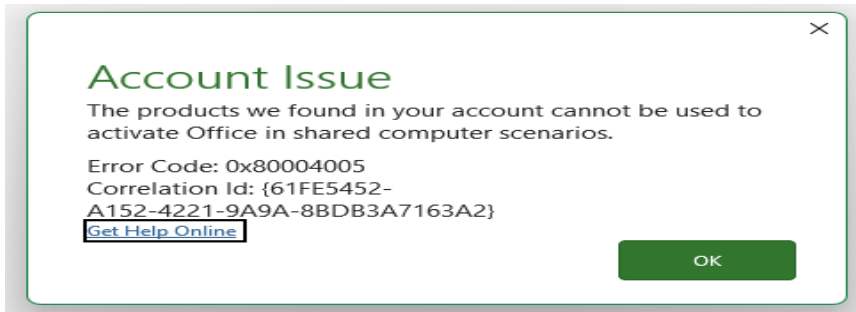 Account Issue
The products we found in your account cannot be used to
activate Office in shared computer scenarios.
Error Code: 0x80004005
Correlation Id: {61FE5452-
A152-4221-9A9A-8BDB3A7163A2}
Get Help Online
OK